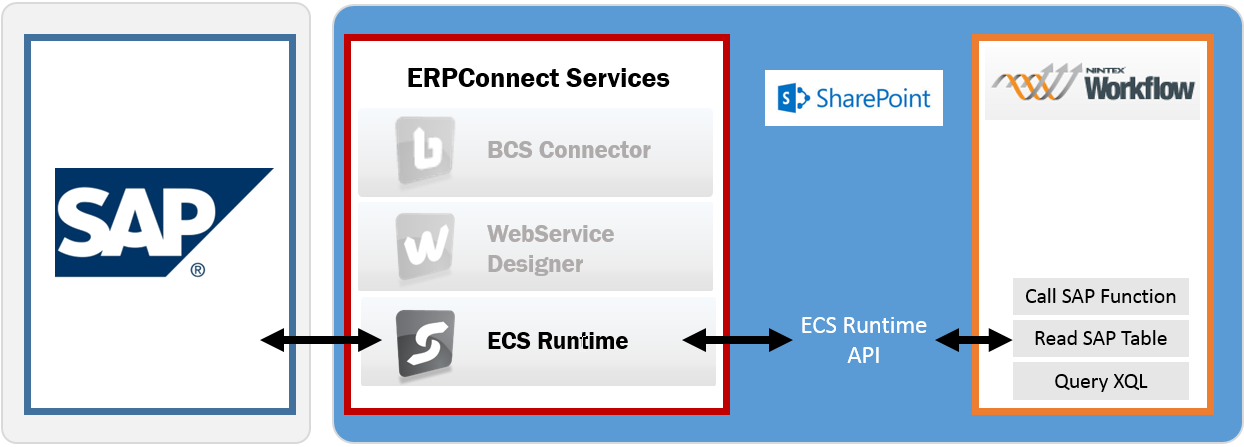 SAP
®
ERPConnect Services
BCS Connector
WebService
Designer
ECS Runtime
S
SharePoint
ECS Runtime
API
NINTEX
Workflow
Call SAP Function
Read SAP Table
Query XQL